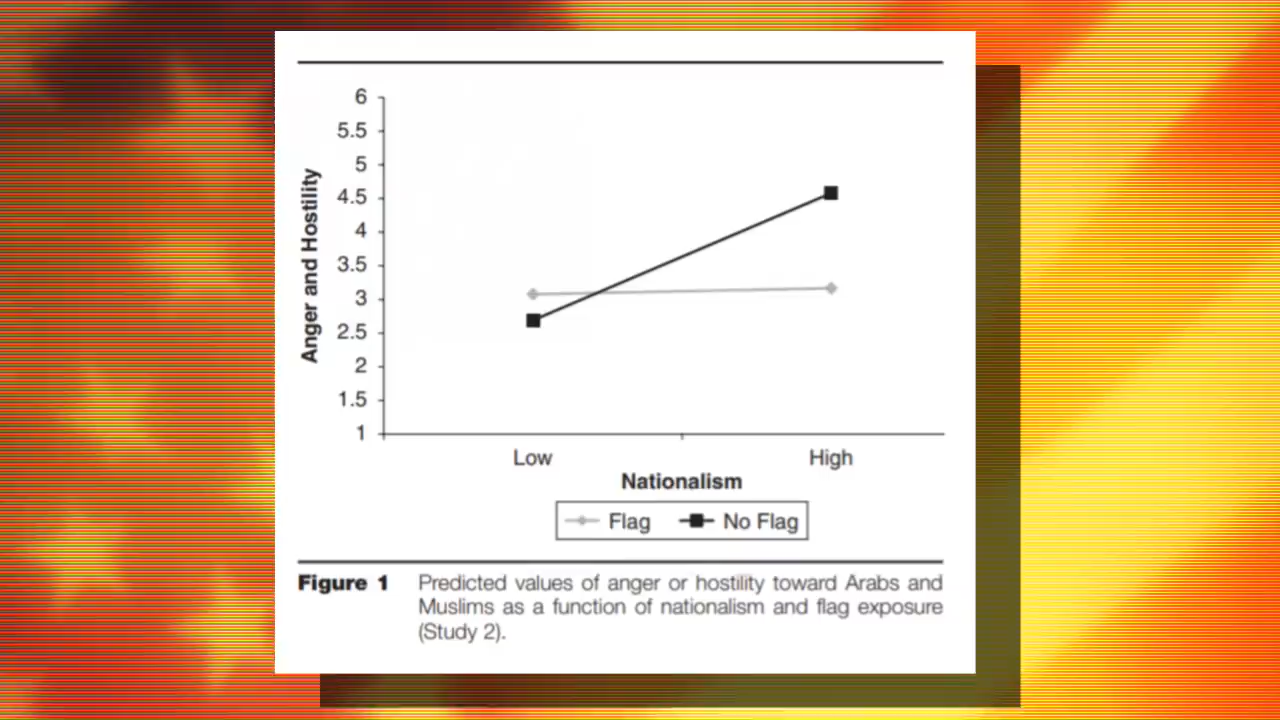 6
5.5
5
4.5
4
3.5
3
2.5
2
1.5
1
Anger and Hostility
Low High
Nationalism
Flag No Flag
Figure 1 Predicted values of anger or hostility toward Arabs and
Muslims as a function of nationalism and flag exposure
(Study 2).